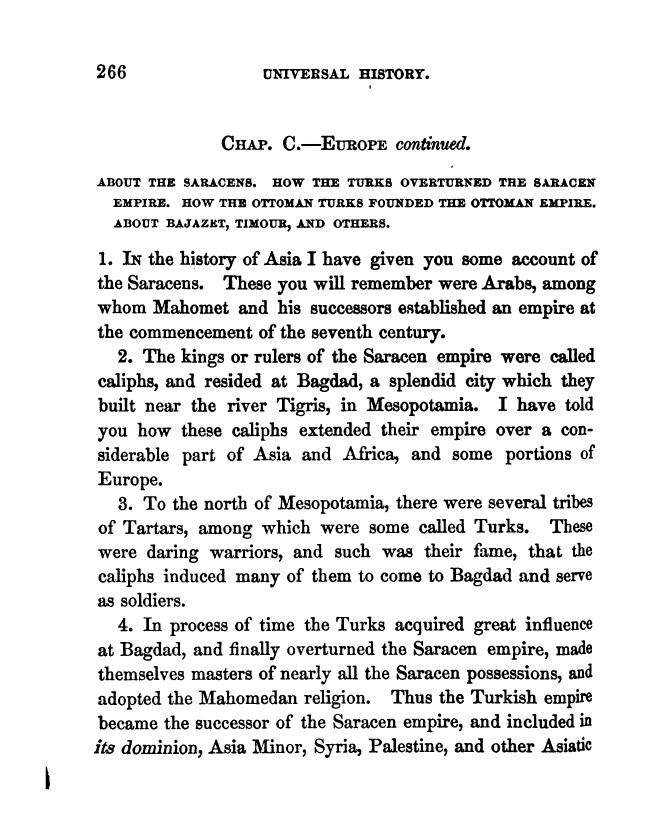 266 UNIVERSAL HISTORY.
CHAP. C.—EUROPE continued.
ABOUT THE SARACENS. HOW THE TURKS OVERTURNED THE SARACEN
EMPIRE. HOW THE OTTOMAN TURKS FOUNDED THE OTTOMAN EMPIRE.
ABOUT BAJAZET, TIMOUR, AND OTHERS.
1. IN the history of Asia I have given you some account of
the Saracens. These you will remember were Arabs, among
whom Mahomet and his successors established an empire at
the commencement of the seventh century.
2. The kings or rulers of the Saracen empire were called
caliphs, and resided at Bagdad, a splendid city which they
built near the river Tigris, in Mesopotamia. I have told
you how these caliphs extended their empire over a con-
siderable part of Asia and Africa, and some portions of
Europe.
3. To the north of Mesopotamia, there were several tribes
of Tartars, among which were some called Turks. These
were daring warriors, and such was their fame, that the
caliphs induced many of them to come to Bagdad and serve
as soldiers.
4. In process of time the Turks acquired great influence
at Bagdad, and finally overturned the Saracen empire, made
themselves masters of nearly all the Saracen possessions, and
adopted the Mahomedan religion. Thus the Turkish empire
became the successor of the Saracen empire, and included in
its dominion, Asia Minor, Syria, Palestine, and other Asiatic